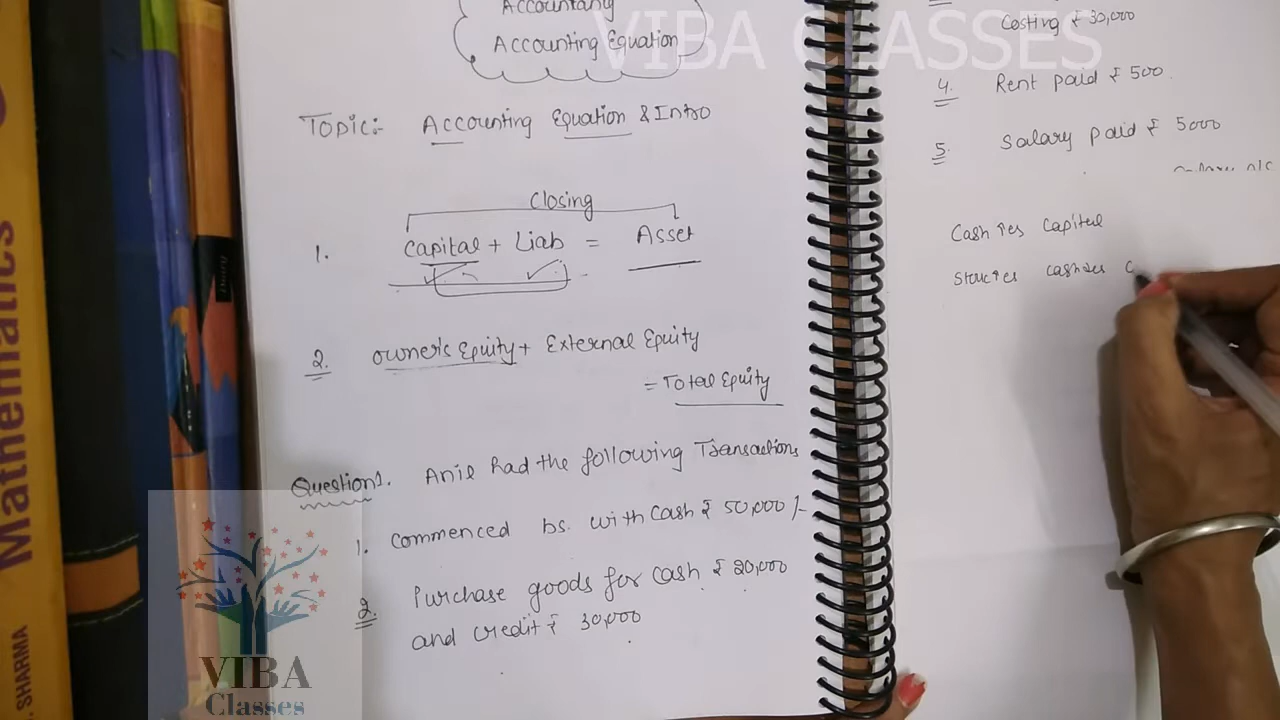 Accountany
Accounting Equation
VIBA CLASSES
Topic:- Accounting Equation & Intro
Closing
1. Capital + Liab = Asset
2. Owner's Equity + External Equity
= Total Equity
Question 1. Anil had the following Transactions
1. Commenced bs. with Cash ₹ 50,000/-
2. Purchase goods for cash ₹ 20,000
and credit ₹ 30,000
Costing ₹ 30,000
4. Rent paid ₹ 500.
5. Salary paid ₹ 5000
Cash ies Capital
Mathematics
. SHARMA
VIBA
Classes